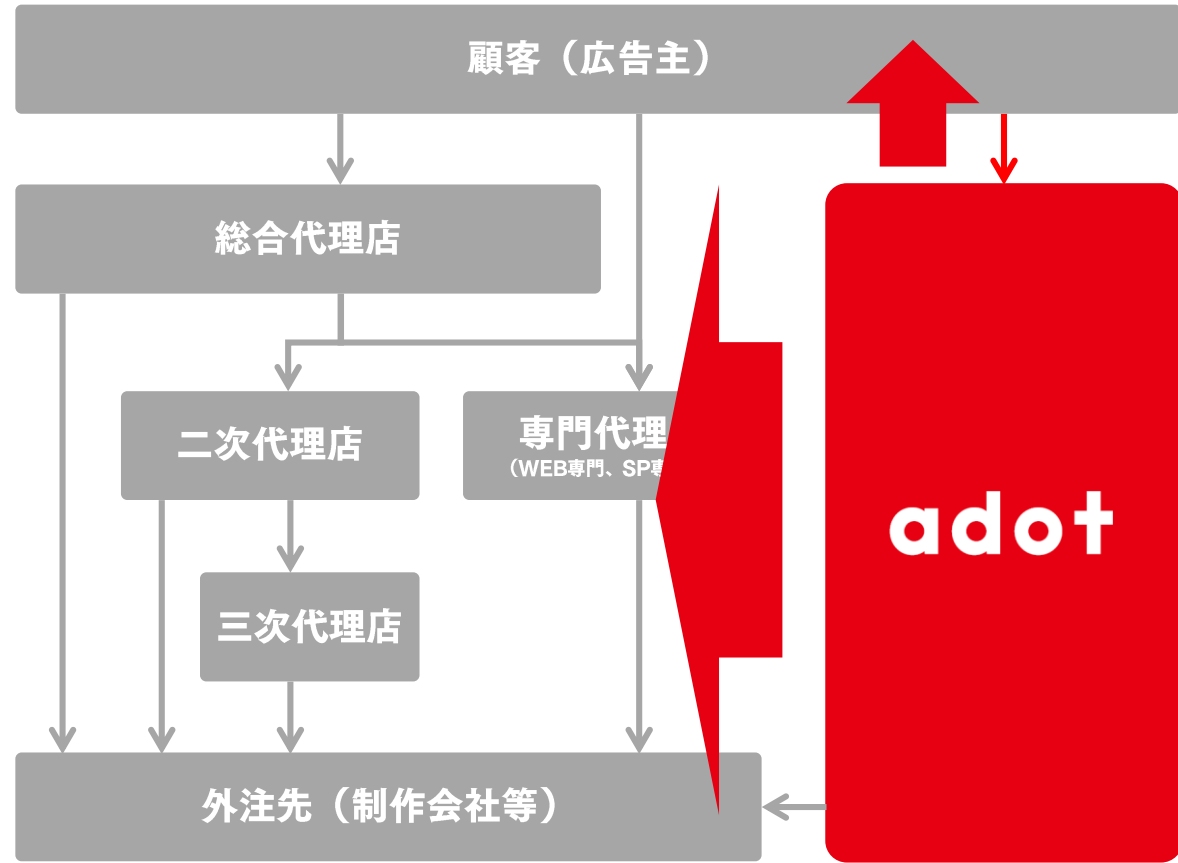 顧客（広告主）
総合代理店
二次代理店
専門代理
（WEB専門、SP専
adot
三次代理店
外注先（制作会社等）